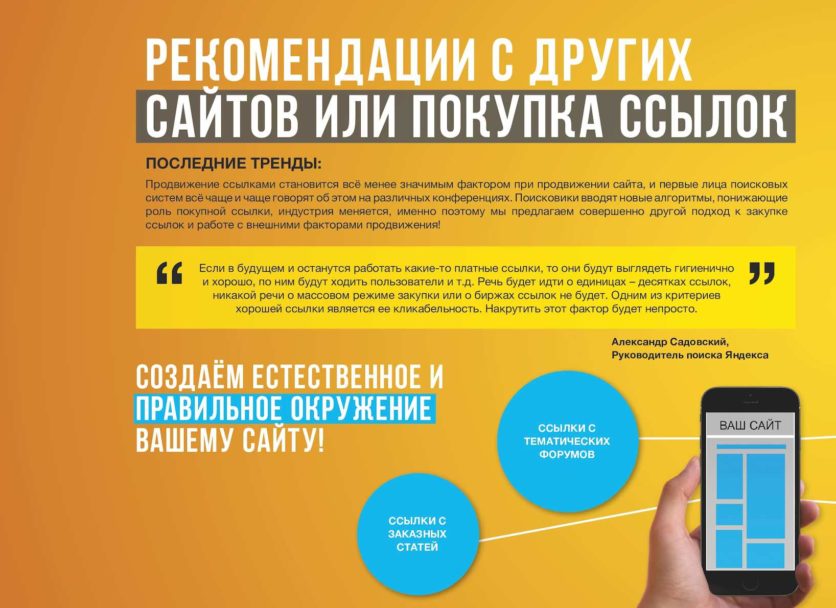 РЕКОМЕНДАЦИИ С ДРУГИХ
САЙТОВ ИЛИ ПОКУПКА ССЫЛОК
ПОСЛЕДНИЕ ТРЕНДЫ:
Продвижение ссылками становится всё менее значимым фактором при продвижении сайта, и первые лица поисковых
систем всё чаще и чаще говорят об этом на различных конференциях. Поисковики вводят новые алгоритмы, понижающие
роль покупной ссылки, индустрия меняется, именно поэтому мы предлагаем совершенно другой подход к закупке
ссылок и работе с внешними факторами продвижения!
“ Если в будущем и останутся работать какие-то платные ссылки, то они будут выглядеть гигиенично ”
и хорошо, по ним будут ходить пользователи и т.д. Речь будет идти о единицах – десятках ссылок,
никакой речи о массовом режиме закупки или о биржах ссылок не будет. Одним из критериев
хорошей ссылки является ее кликабельность. Накрутить этот фактор будет непросто.
Александр Садовский,
Руководитель поиска Яндекса
СОЗДАЁМ ЕСТЕСТВЕННОЕ И
ПРАВИЛЬНОЕ ОКРУЖЕНИЕ
ВАШЕМУ САЙТУ!
ССЫЛКИ С
ТЕМАТИЧЕСКИХ
ФОРУМОВ
ВАШ САЙТ
ССЫЛКИ С
ЗАКАЗНЫХ
СТАТЕЙ